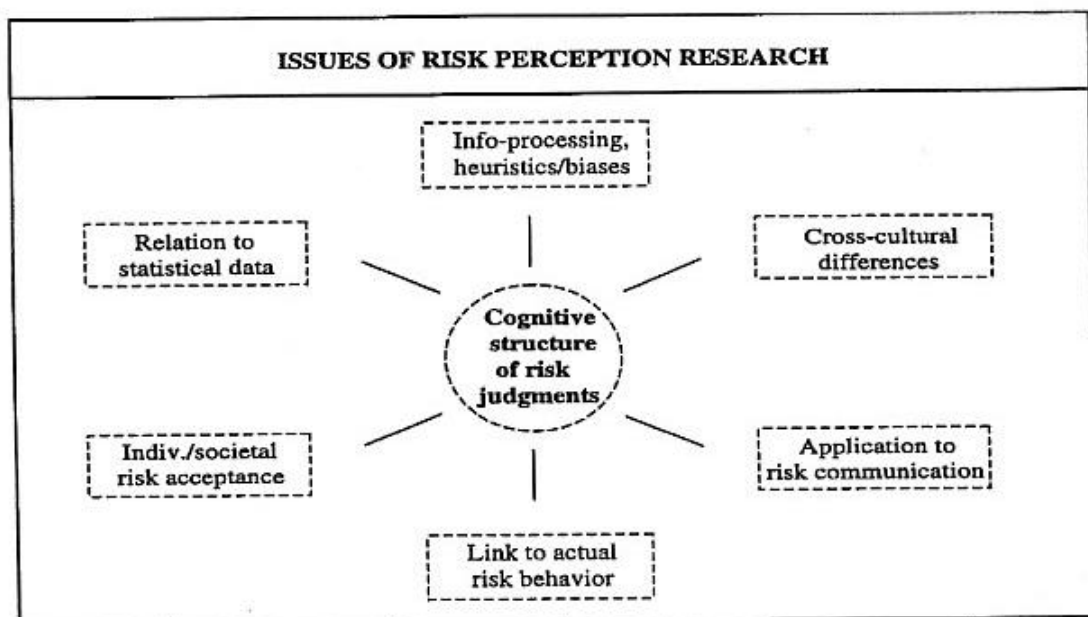 ISSUES OF RISK PERCEPTION RESEARCH
Info-processing,
heuristics/biases
Relation to
statistical data
Cross-cultural
differences
Cognitive
structure
of risk
judgments
Indiv./societal
risk acceptance
Application to
risk communication
Link to actual
risk behavior